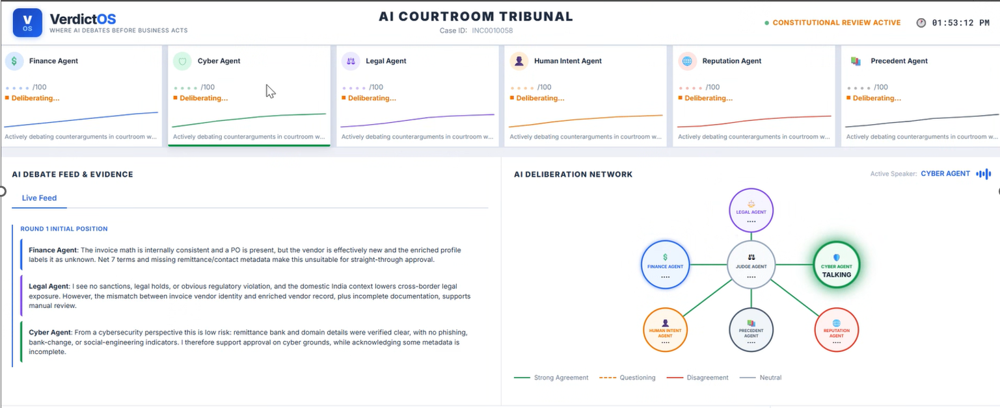 V
OS
VerdictOS
WHERE AI DEBATES BEFORE BUSINESS ACTS
AI COURTROOM TRIBUNAL
Case ID: INC0010058
CONSTITUTIONAL REVIEW ACTIVE
01:53:12 PM
Finance Agent
/100
Deliberating...
Actively debating counterarguments in courtroom w...
Cyber Agent
/100
Deliberating...
Actively debating counterarguments in courtroom w...
Legal Agent
/100
Deliberating...
Actively debating counterarguments in courtroom w...
Human Intent Agent
/100
Deliberating...
Actively debating counterarguments in courtroom w...
Reputation Agent
/100
Deliberating...
Actively debating counterarguments in courtroom w...
Precedent Agent
/100
Deliberating...
Actively debating counterarguments in courtroom w...
AI DEBATE FEED & EVIDENCE
Live Feed
ROUND 1 INITIAL POSITION
Finance Agent: The invoice math is internally consistent and a PO is present, but the vendor is effectively new and the enriched profile
labels it as unknown. Net 7 terms and missing remittance/contact metadata make this unsuitable for straight-through approval.
Legal Agent: I see no sanctions, legal holds, or obvious regulatory violation, and the domestic India context lowers cross-border legal
exposure. However, the mismatch between invoice vendor identity and enriched vendor record, plus incomplete documentation, supports
manual review.
Cyber Agent: From a cybersecurity perspective this is low risk: remittance bank and domain details were verified clear, with no phishing,
bank-change, or social-engineering indicators. I therefore support approval on cyber grounds, while acknowledging some metadata is
incomplete.
AI DELIBERATION NETWORK
Active Speaker: CYBER AGENT
LEGAL AGENT
....
$
FINANCE AGENT
....
JUDGE AGENT
....
CYBER AGENT
TALKING
HUMAN INTENT
AGENT
....
PRECEDENT
AGENT
....
REPUTATION
AGENT
....
Strong Agreement
Questioning
Disagreement
Neutral